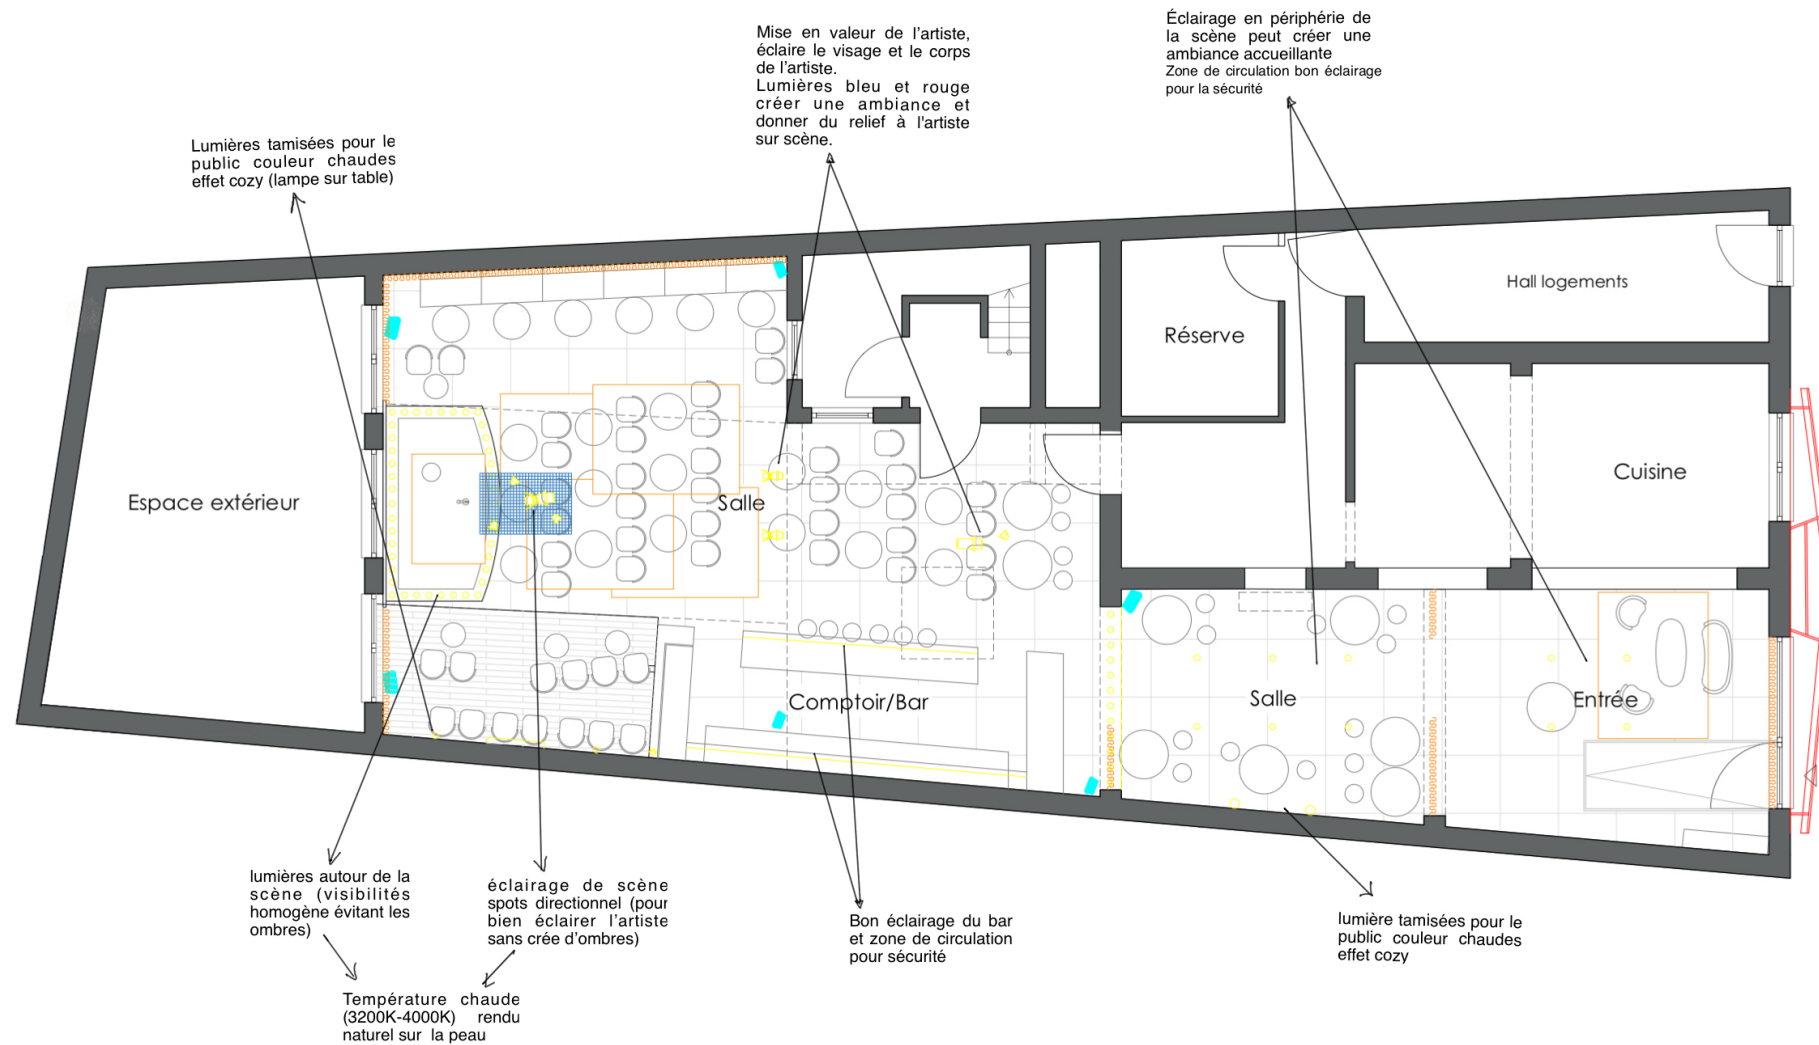 Mise en valeur de l'artiste,
éclaire le visage et le corps
de l'artiste.
Lumières bleu et rouge
créer une ambiance et
donner du relief à l'artiste
sur scène.
Éclairage en périphérie de
la scène peut créer une
ambiance accueillante
Zone de circulation bon éclairage
pour la sécurité
Lumières tamisées pour le
public couleur chaudes
effet cozy (lampe sur table)
Hall logements
Réserve
Cuisine
Espace extérieur
Salle
Comptoir/Bar
Salle
Entrée
lumières autour de la
scène (visibilités
homogène évitant les
ombres)
éclairage de scène
spots directionnel (pour
bien éclairer l'artiste
sans crée d'ombres)
Bon éclairage du bar
et zone de circulation
pour sécurité
lumière tamisées pour le
public couleur chaudes
effet cozy
Température chaude
(3200K-4000K) rendu
naturel sur la peau